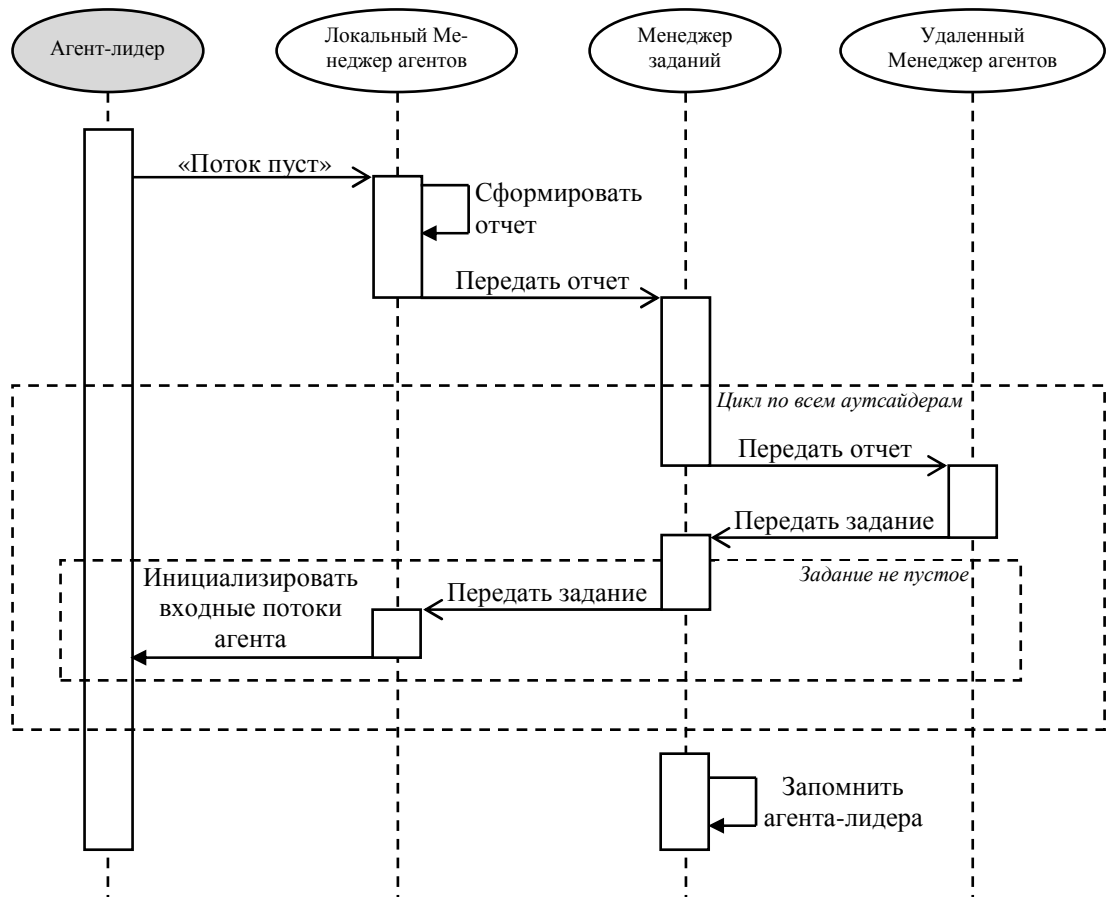 Агент-лидер
Локальный Ме-
неджер агентов
Менеджер
заданий
Удаленный
Менеджер агентов
«Поток пуст»
Сформировать
отчет
Передать отчет
Цикл по всем аутсайдерам
Передать отчет
Передать задание
Задание не пустое
Инициализировать
входные потоки
агента
Передать задание
Запомнить
агента-лидера